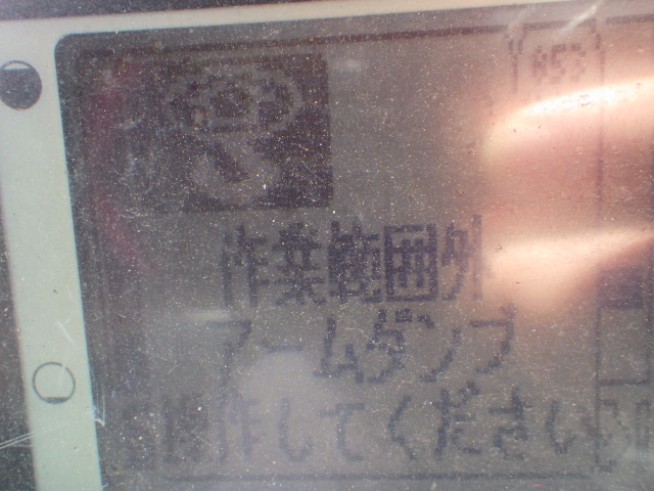 作業範囲外
アームダンプ
操作してください